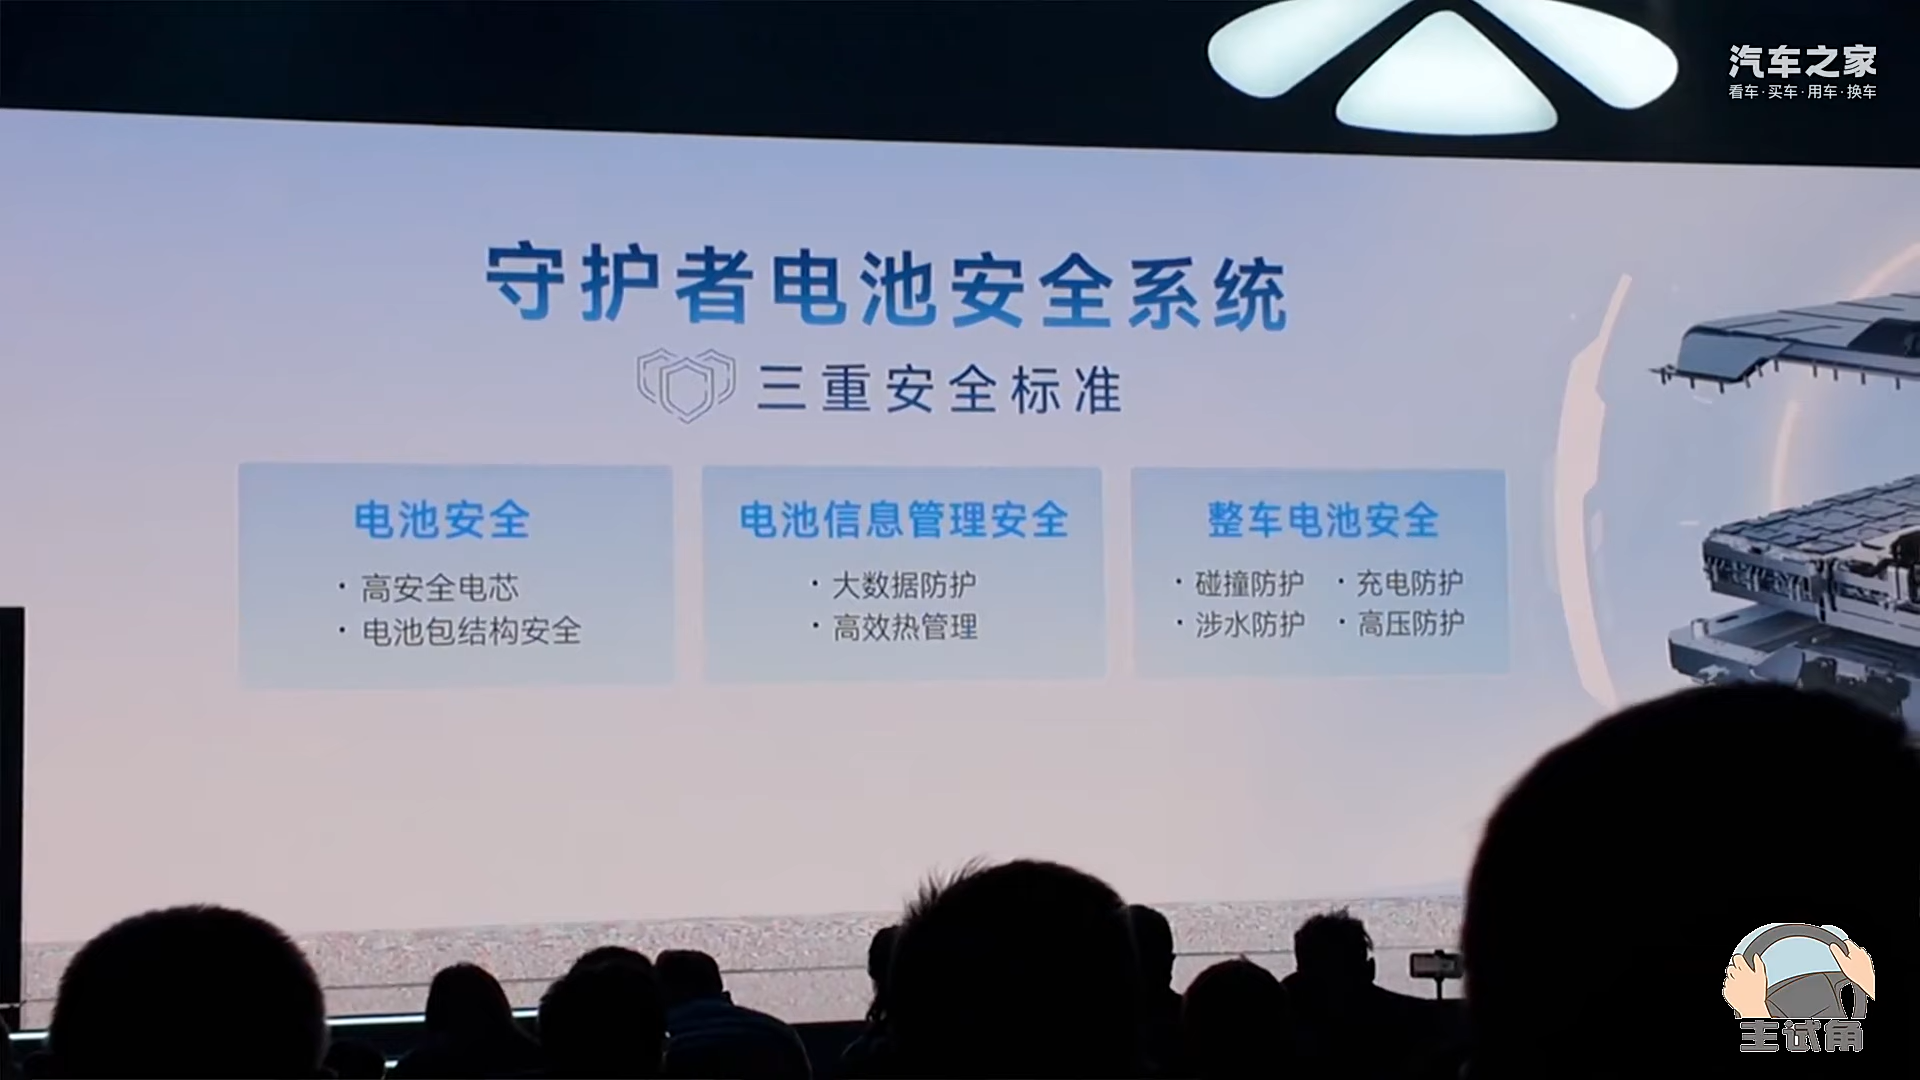 汽车之家
看车·买车·用车·换车
守护者电池安全系统
三重安全标准
电池安全
· 高安全电芯
· 电池包结构安全
电池信息管理安全
· 大数据防护
· 高效热管理
整车电池安全
· 碰撞防护 · 充电防护
· 涉水防护 · 高压防护
主试角